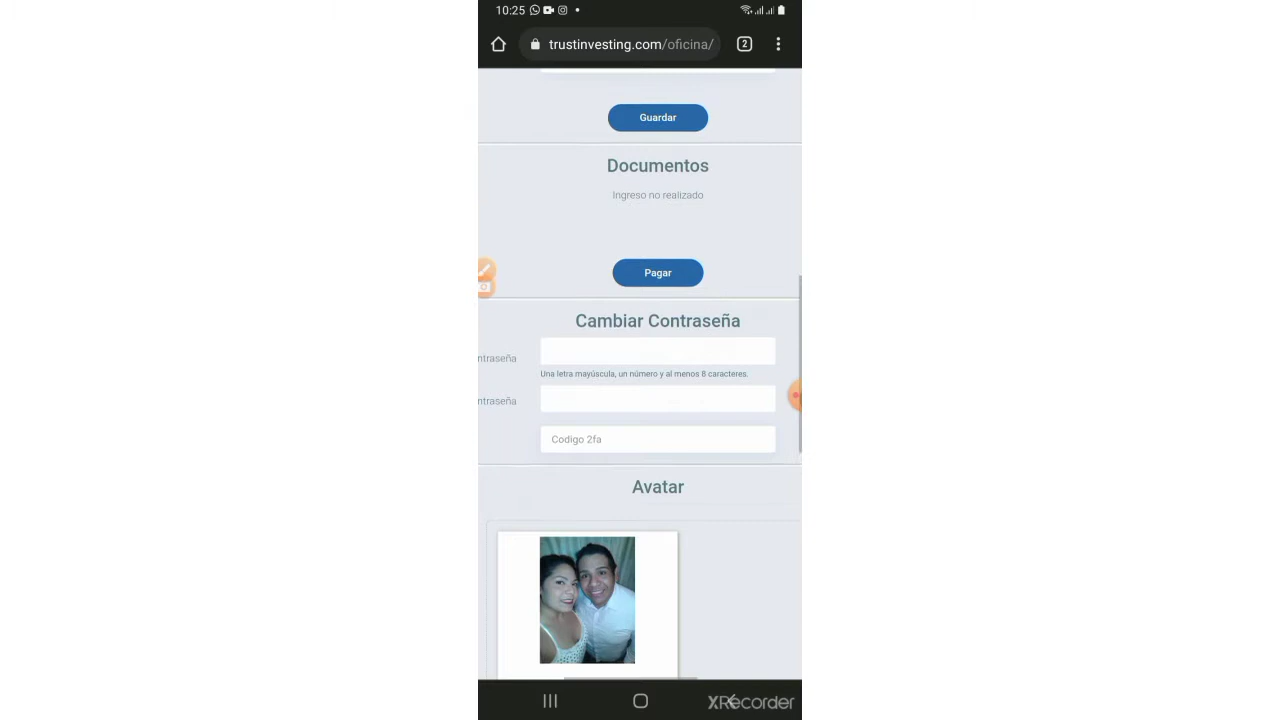 10:25
trustinvesting.com/oficina/
2
Guardar
Documentos
Ingreso no realizado
Pagar
Cambiar Contraseña
ntraseña
Una letra mayúscula, un número y al menos 8 caracteres.
ntraseña
Codigo 2fa
Avatar
XRecorder